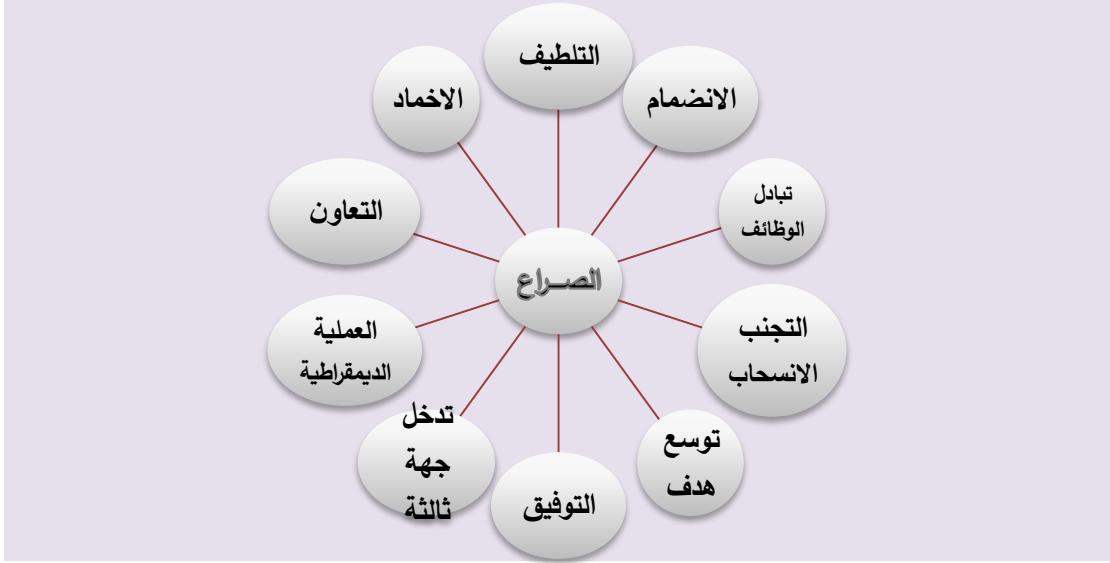 الصـراع
التلطيف
الانضمام
تبادل
الوظائف
التجنب
الانسحاب
توسع
هدف
التوفيق
تدخل
جهة
ثالثة
العملية
الديمقراطية
التعاون
الاخماد